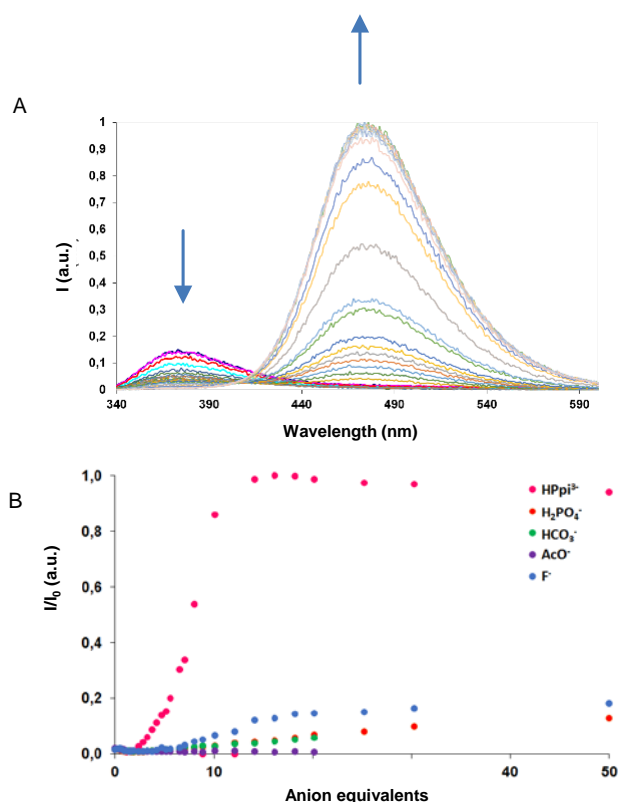 A
I (a.u.)
1
0,9
0,8
0,7
0,6
0,5
0,4
0,3
0,2
0,1
0
340 390 440 490 540 590
Wavelength (nm)
B
I/I₀ (a.u.)
1,0
0,8
0,6
0,4
0,2
0,0
HPpi³⁻
H₂PO₄⁻
HCO₃⁻
AcO⁻
F⁻
0 10 40 50
Anion equivalents